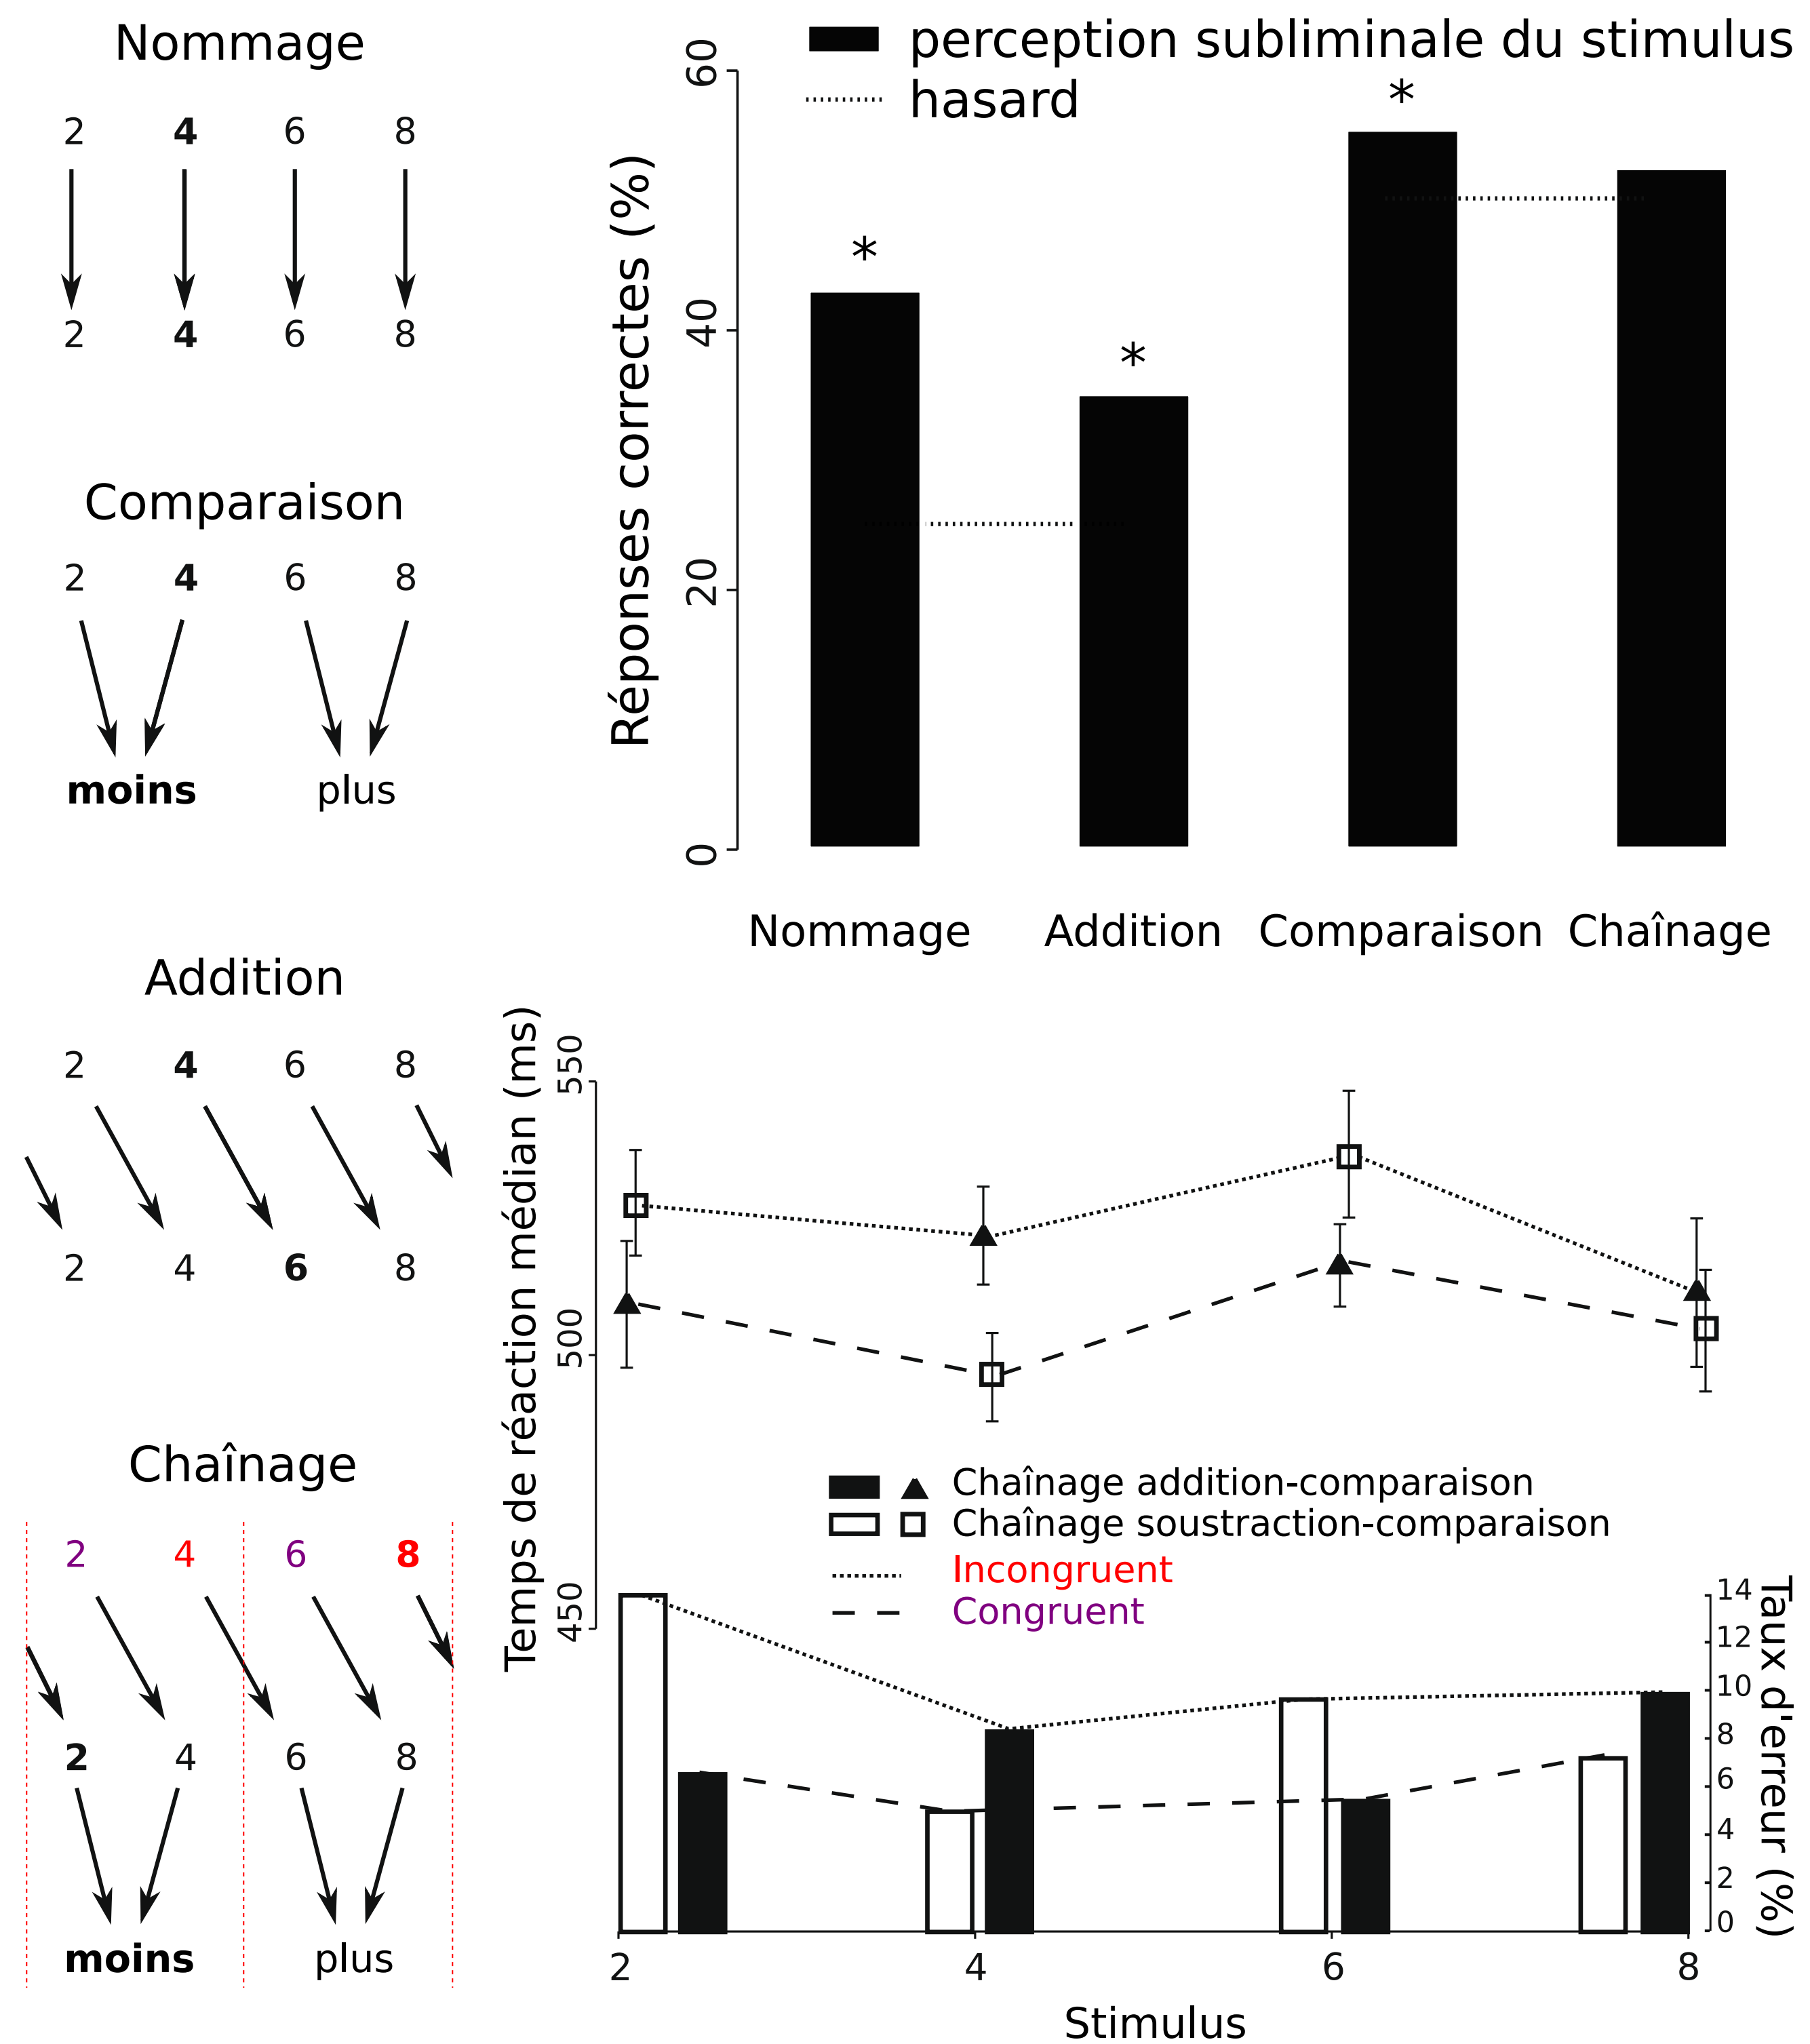 Nommage
2 4 6 8
2 4 6 8
Comparaison
2 4 6 8
moins plus
Addition
2 4 6 8
2 4 6 8
Chaînage
2 4 6 8
2 4 6 8
moins plus
perception subliminale du stimulus
hasard
Réponses correctes (%)
60
40
20
0
* * *
Nommage Addition Comparaison Chaînage
Temps de réaction médian (ms)
550
500
450
Chaînage addition-comparaison
Chaînage soustraction-comparaison
Incongruent
Congruent
Taux d'erreur (%)
14
12
10
8
6
4
2
0
2 4 6 8
Stimulus